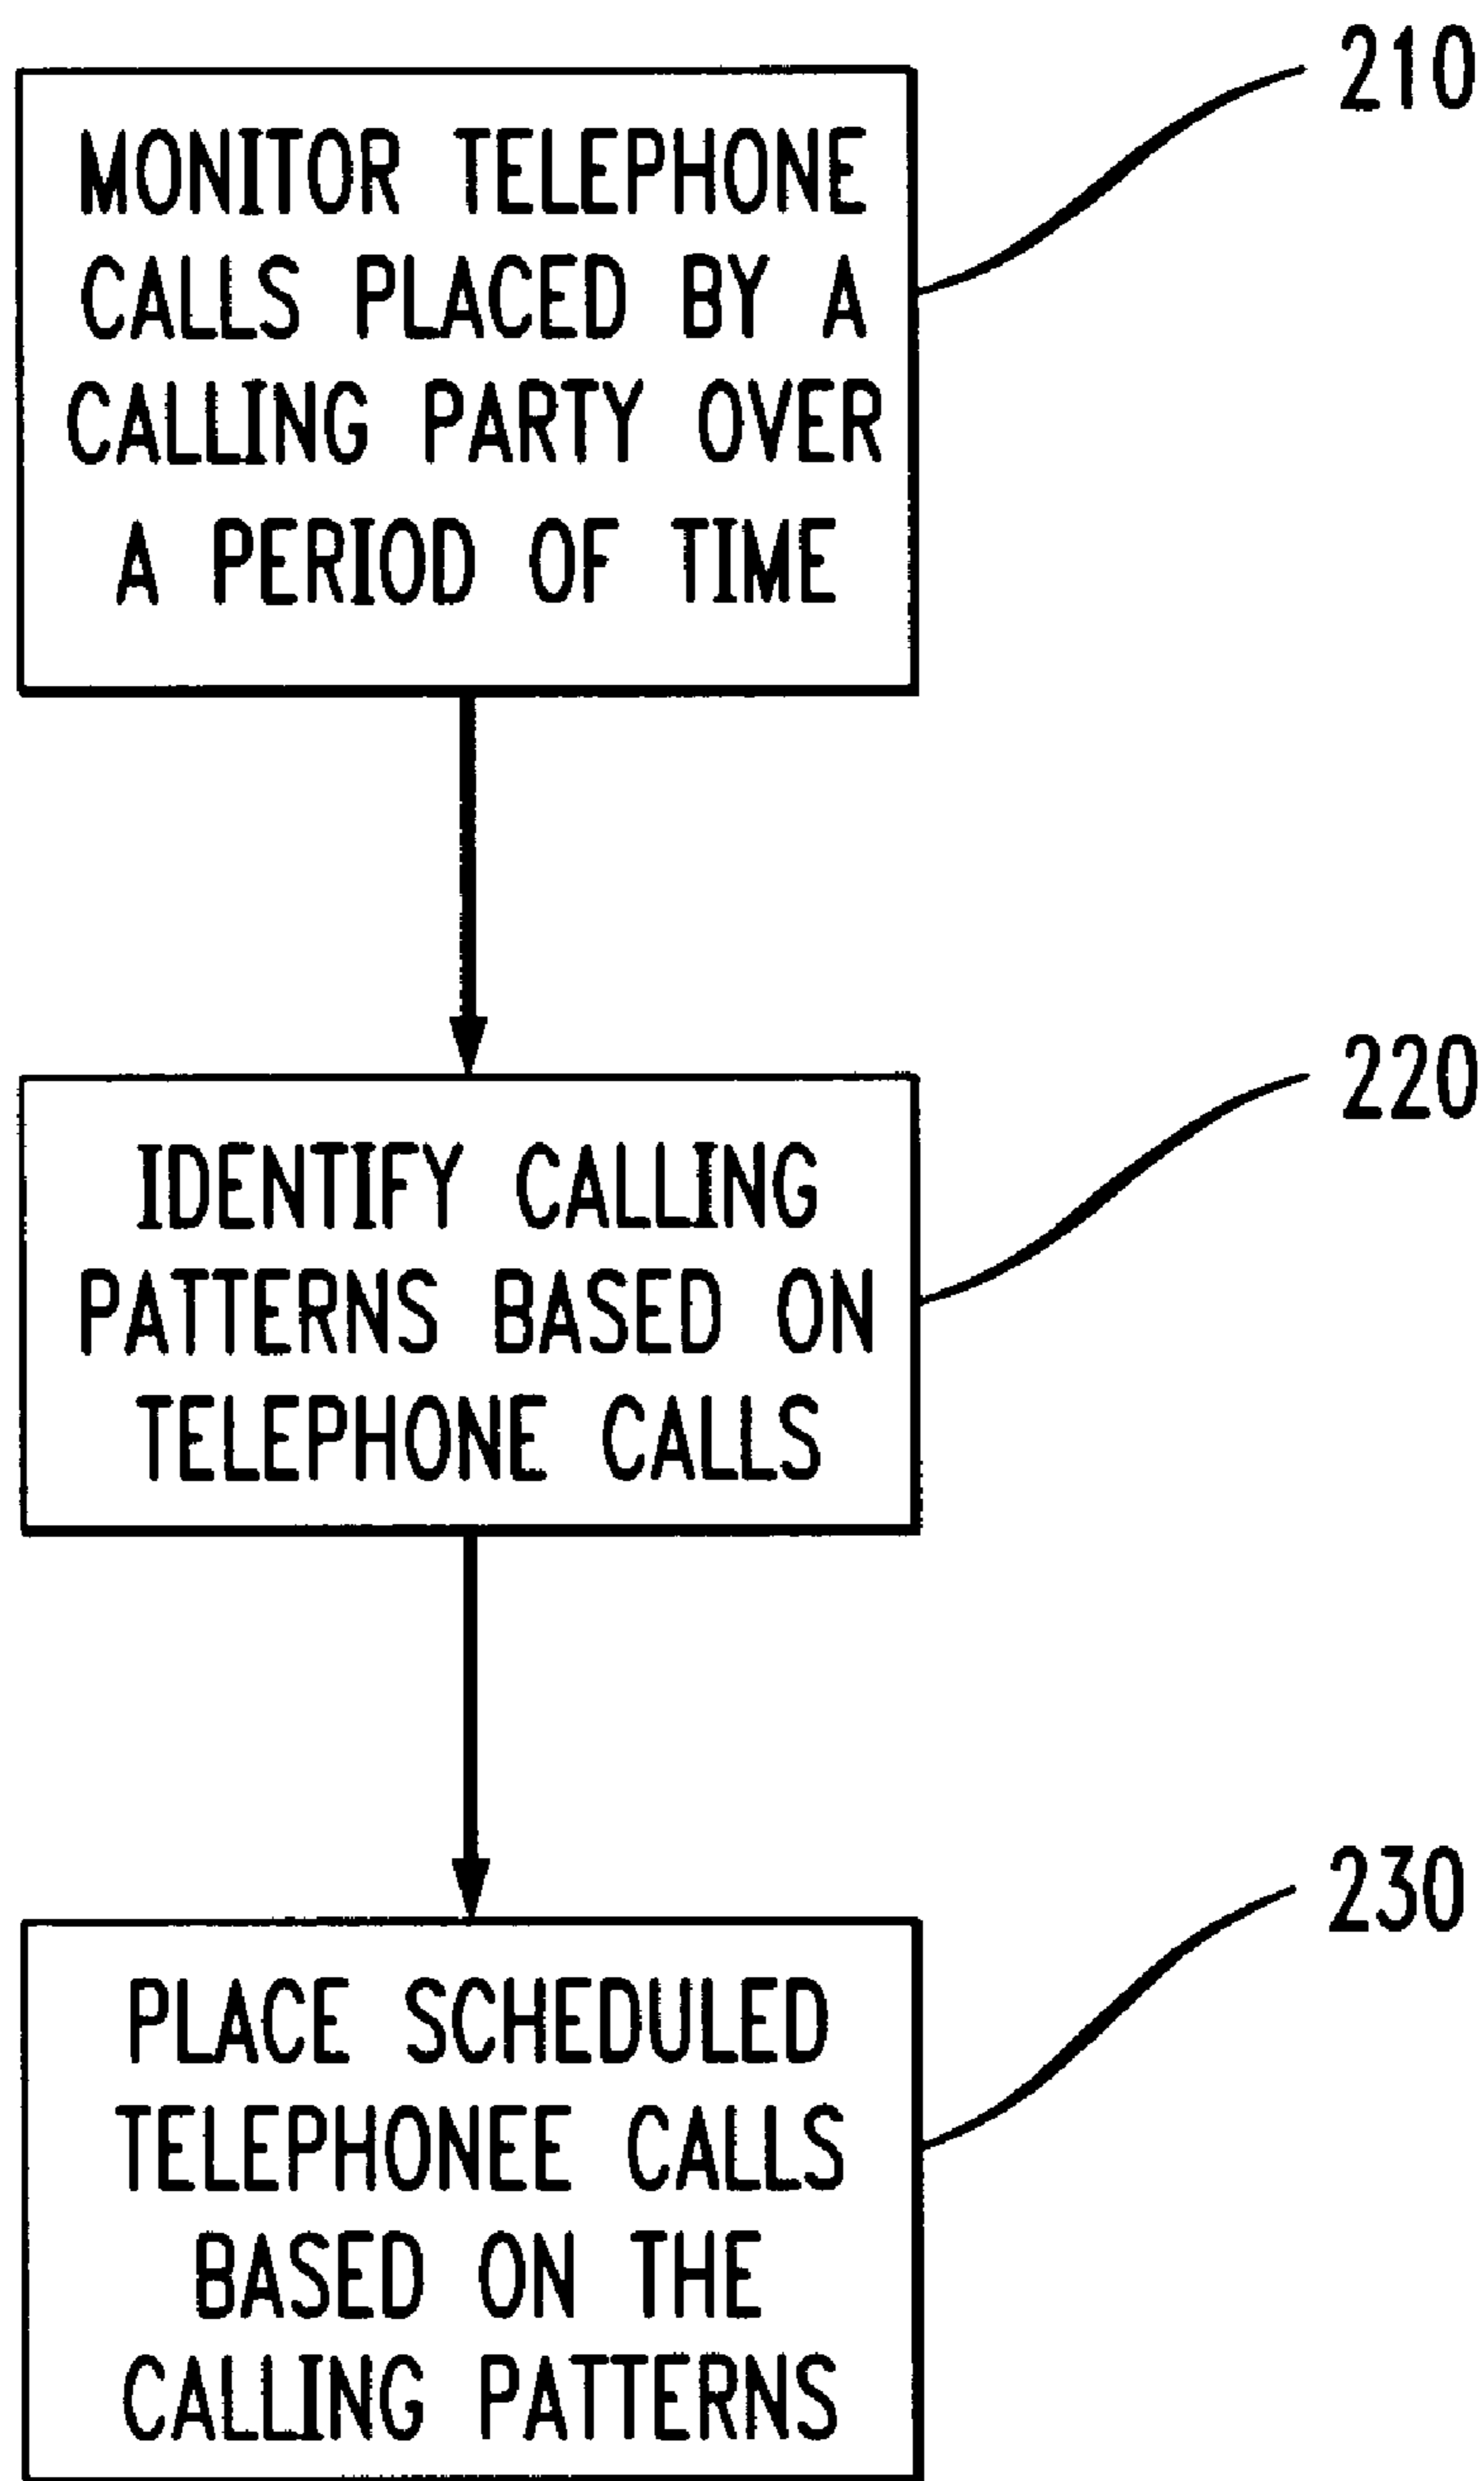 210
MONITOR TELEPHONE
CALLS PLACED BY A
CALLING PARTY OVER
A PERIOD OF TIME
220
IDENTIFY CALLING
PATTERNS BASED ON
TELEPHONE CALLS
230
PLACE SCHEDULED
TELEPHONEE CALLS
BASED ON THE
CALLING PATTERNS